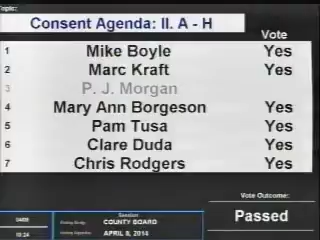 Topic:
Consent Agenda: II. A - H
Vote
1 Mike Boyle Yes
2 Marc Kraft Yes
3 P. J. Morgan
4 Mary Ann Borgeson Yes
5 Pam Tusa Yes
6 Clare Duda Yes
7 Chris Rodgers Yes
Vote Outcome:
Passed
Session
COUNTY BOARD
APRIL 8, 2014